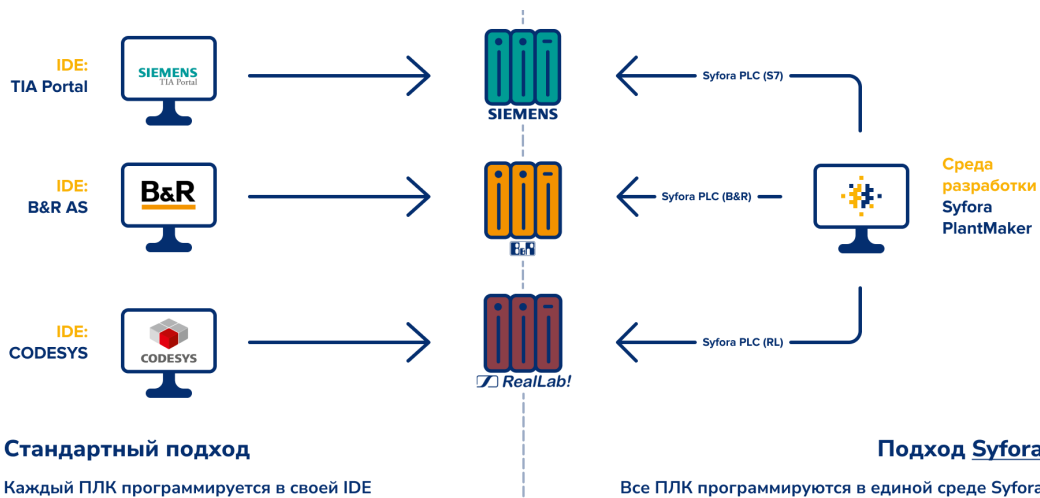 IDE:
TIA Portal
SIEMENS
TIA Portal
SIEMENS
Syfora PLC (S7)
IDE:
B&R AS
B&R
B&R
Syfora PLC (B&R)
Среда
разработки
Syfora
PlantMaker
IDE:
CODESYS
CODESYS
RealLab!
Syfora PLC (RL)
Стандартный подход
Каждый ПЛК программируется в своей IDE
Подход Syfora
Все ПЛК программируются в единой среде Syfora